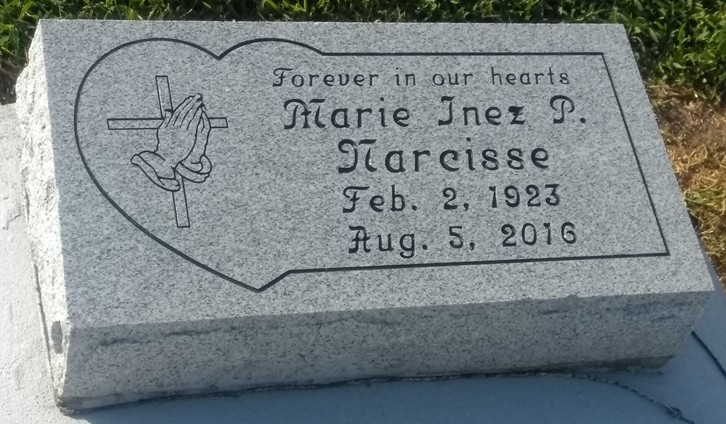 Forever in our hearts
Marie Inez P.
Narcisse
Feb. 2, 1923
Aug. 5, 2016